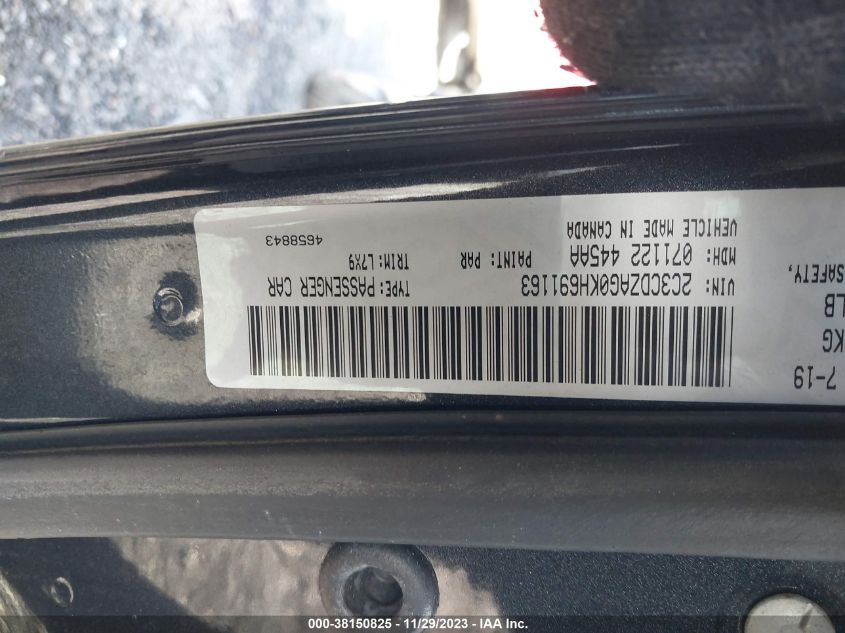 7-19
KG
LB
SAFETY,
VIN: 2C3CDZAG0KH691163
TYPE: PASSENGER CAR
MDH: 071122 445AA
PAINT: PAR
TRIM: L7X9
VEHICLE MADE IN CANADA
4658843
000-38150825 - 11/29/2023 - IAA Inc.